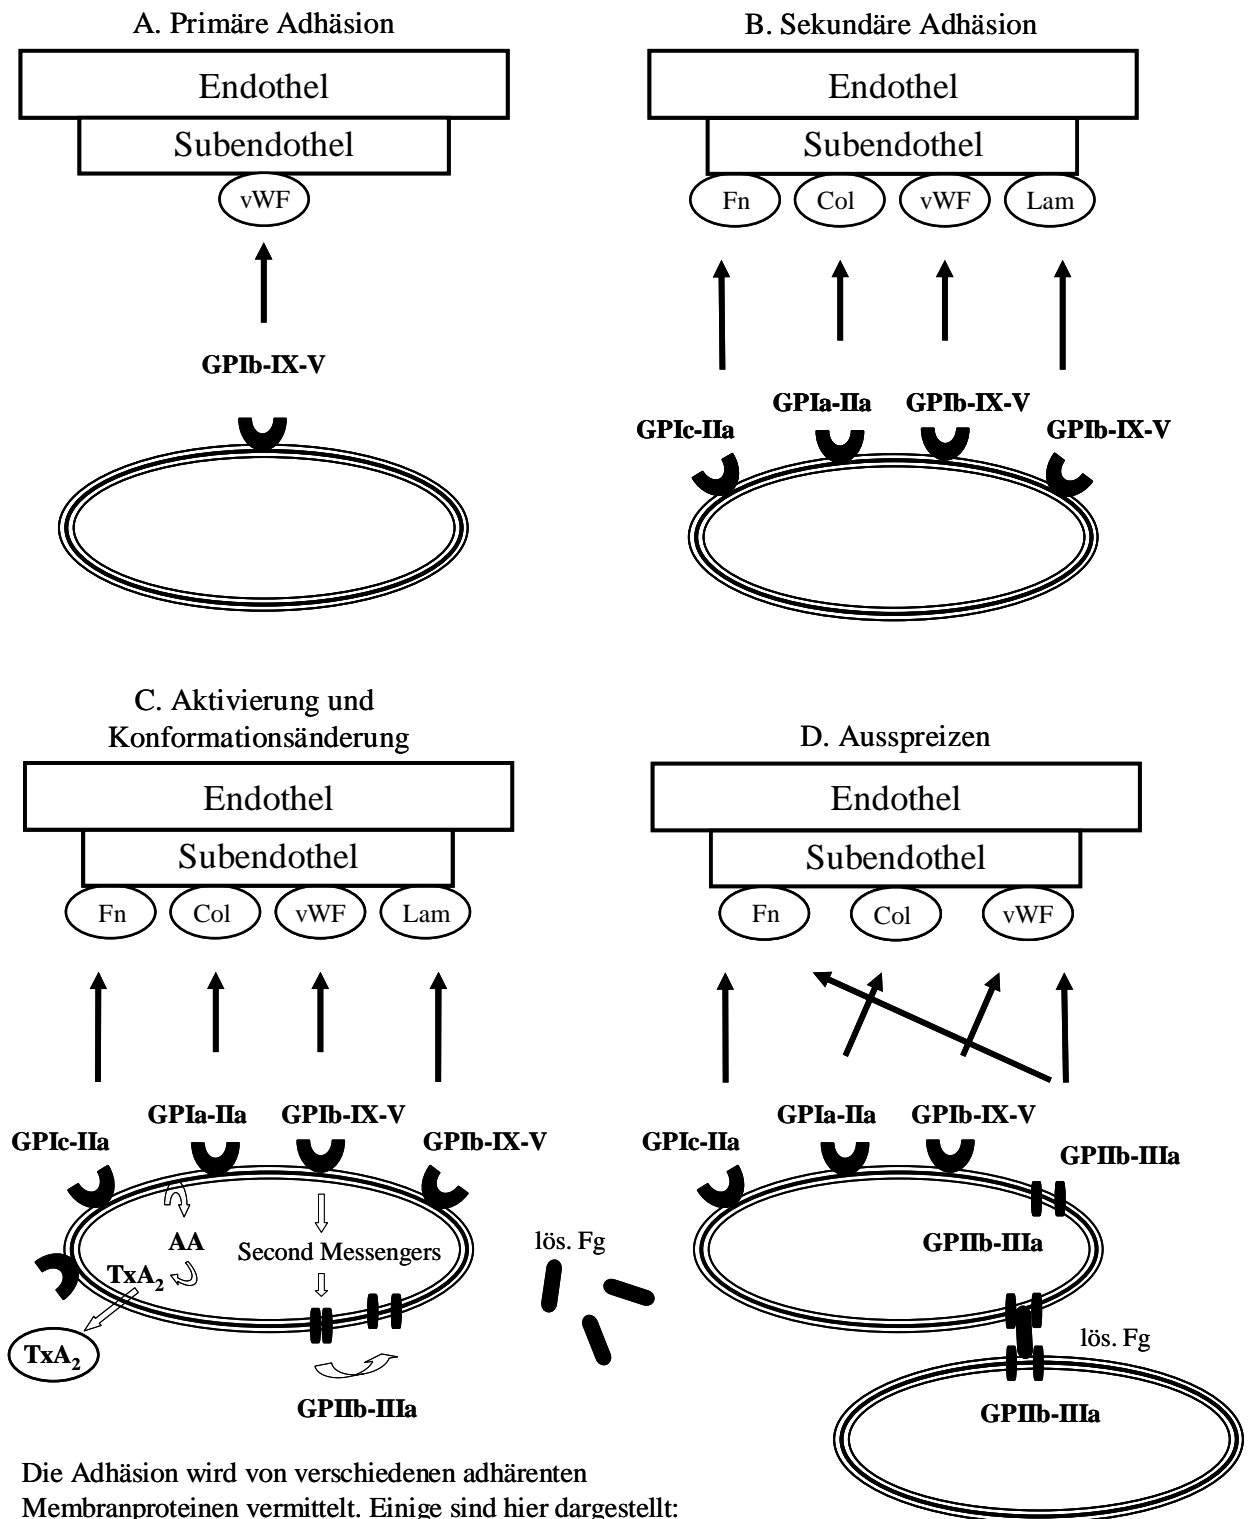 A. Primäre Adhäsion
Endothel
Subendothel
vWF
GPIb-IX-V
B. Sekundäre Adhäsion
Endothel
Subendothel
Fn Col vWF Lam
GPIa-IIa GPIb-IX-V
GPIc-IIa GPIb-IX-V
C. Aktivierung und
Konformationsänderung
Endothel
Subendothel
Fn Col vWF Lam
GPIa-IIa GPIb-IX-V
GPIc-IIa GPIb-IX-V
AA Second Messengers
TxA₂
TxA₂
GPIIb-IIIa
lös. Fg
D. Ausspreizen
Endothel
Subendothel
Fn Col vWF
GPIa-IIa GPIb-IX-V
GPIc-IIa GPIIb-IIIa
GPIIb-IIIa
lös. Fg
GPIIb-IIIa
Die Adhäsion wird von verschiedenen adhärenten
Membranproteinen vermittelt. Einige sind hier dargestellt: